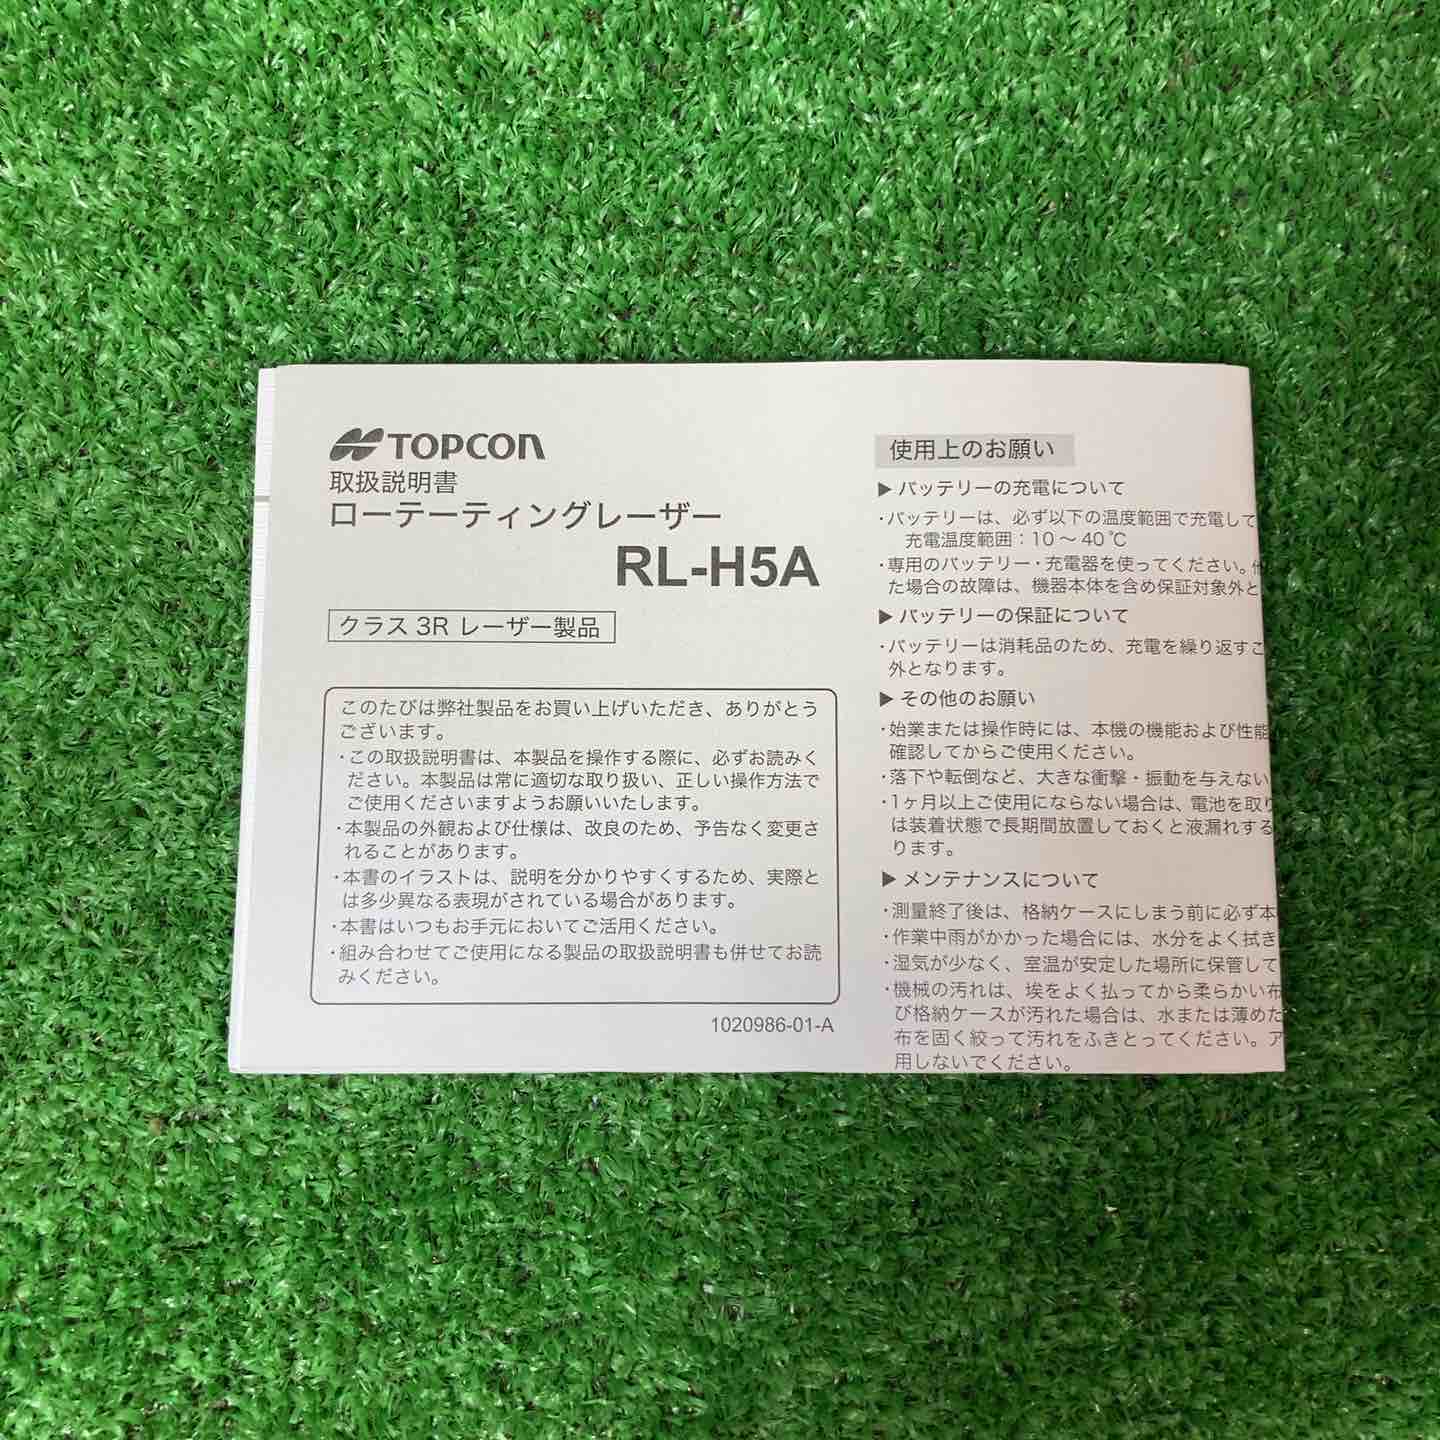 TOPCON
取扱説明書
ローテーティングレーザー
RL-H5A
クラス 3R レーザー製品
このたびは弊社製品をお買い上げいただき、ありがとう
ございます。
・この取扱説明書は、本製品を操作する際に、必ずお読みく
ださい。本製品は常に適切な取り扱い、正しい操作方法で
ご使用くださいますようお願いいたします。
・本製品の外観および仕様は、改良のため、予告なく変更さ
れることがあります。
・本書のイラストは、説明を分かりやすくするため、実際と
は多少異なる表現がされている場合があります。
・本書はいつもお手元においてご活用ください。
・組み合わせてご使用になる製品の取扱説明書も併せてお読
みください。
1020986-01-A
使用上のお願い
▶ バッテリーの充電について
・バッテリーは、必ず以下の温度範囲で充電して
充電温度範囲：10 ～ 40 ℃
・専用のバッテリー・充電器を使ってください。
た場合の故障は、機器本体を含め保証対象外と
▶ バッテリーの保証について
・バッテリーは消耗品のため、充電を繰り返すこ
外となります。
▶ その他のお願い
・始業または操作時には、本機の機能および性能
確認してからご使用ください。
・落下や転倒など、大きな衝撃・振動を与えない
・1ヶ月以上ご使用にならない場合は、電池を取り
は装着状態で長期間放置しておくと液漏れする
ります。
▶ メンテナンスについて
・測量終了後は、格納ケースにしまう前に必ず本
・作業中雨がかかった場合には、水分をよく拭き
・湿気が少なく、室温が安定した場所に保管して
・機械の汚れは、埃をよく払ってから柔らかい布
び格納ケースが汚れた場合は、水または薄めた
布を固く絞って汚れをふきとってください。ア
用しないでください。